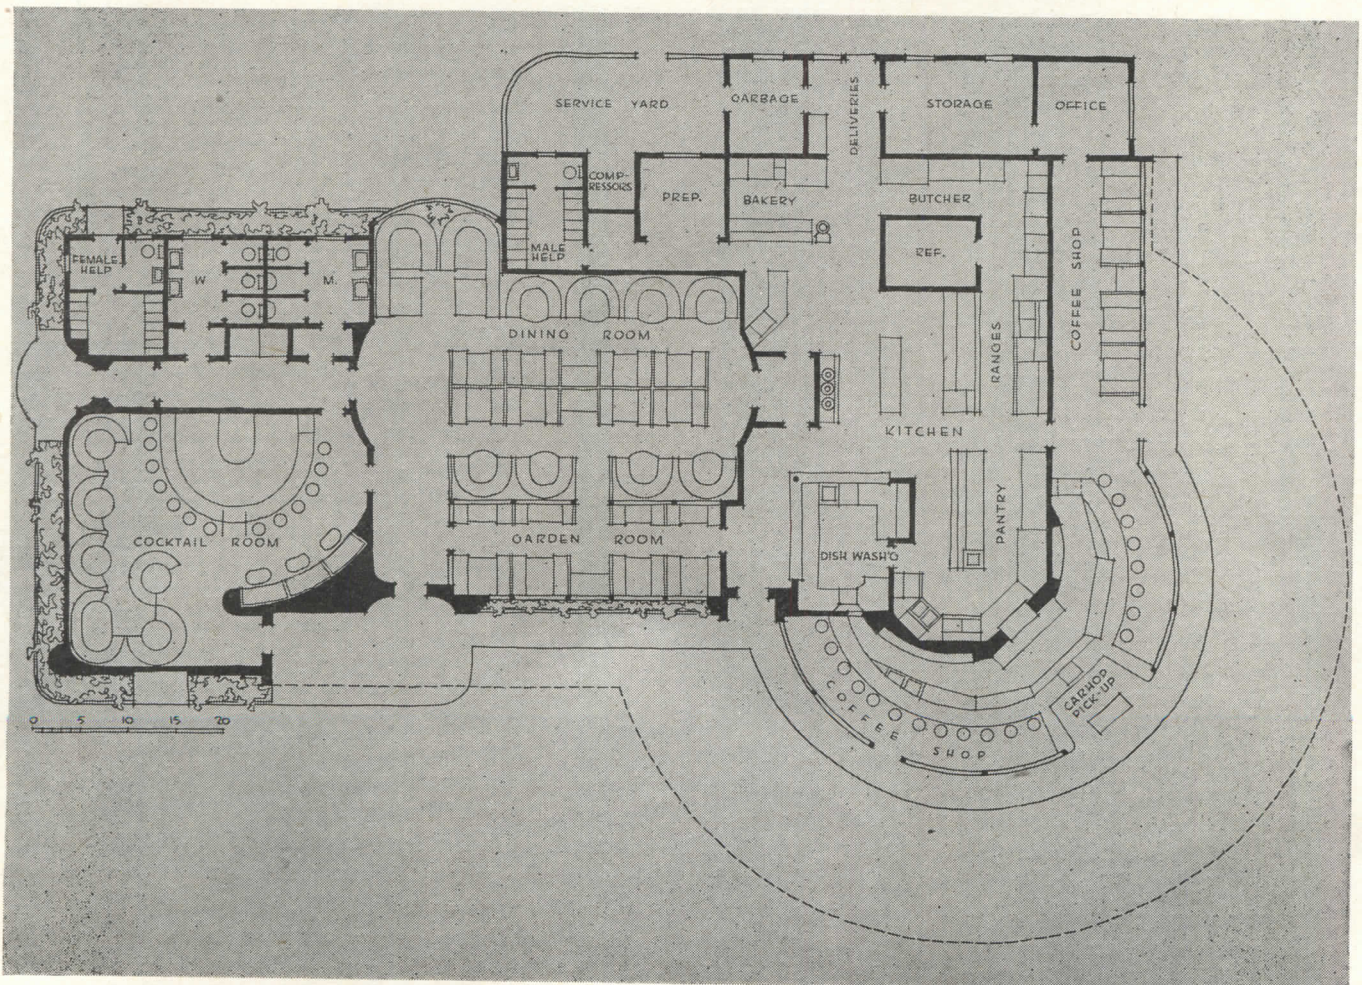 SERVICE YARD
GARBAGE
DELIVERIES
STORAGE
OFFICE
COMP-
RESSORS
PREP.
BAKERY
BUTCHER
MALE
HELP
REF.
COFFEE SHOP
FEMALE
HELP
W.
M.
DINING ROOM
RANGES
KITCHEN
COCKTAIL ROOM
GARDEN ROOM
DISH WASH'G
PANTRY
CARHOP
PICK-UP
COFFEE SHOP
0 5 10 15 20